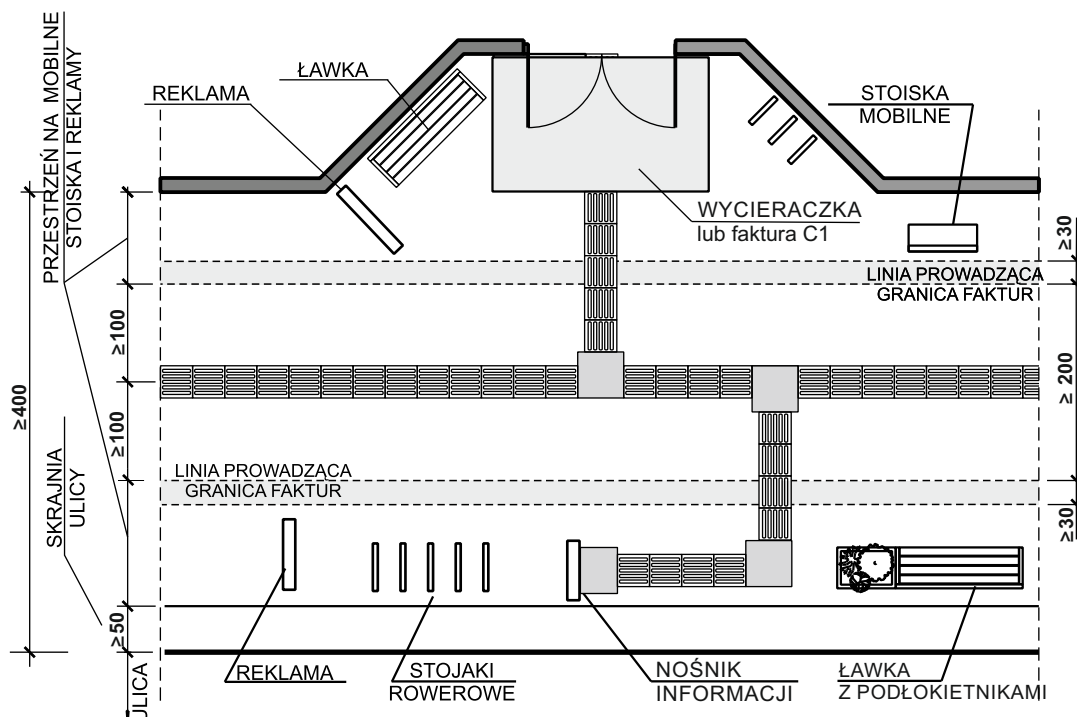 PRZESTRZEŃ NA MOBILNE
STOISKA I REKLAMY
ŁAWKA
REKLAMA
STOISKA
MOBILNE
WYCIERACZKA
lub faktura C1
≥30
LINIA PROWADZĄCA
GRANICA FAKTUR
≥100
≥400
≥ 200
≥100
LINIA PROWADZĄCA
GRANICA FAKTUR
SKRAJNIA
ULICY
≥30
≥50
ULICA
REKLAMA
STOJAKI
ROWEROWE
NOŚNIK
INFORMACJI
ŁAWKA
Z PODŁOKIETNIKAMI